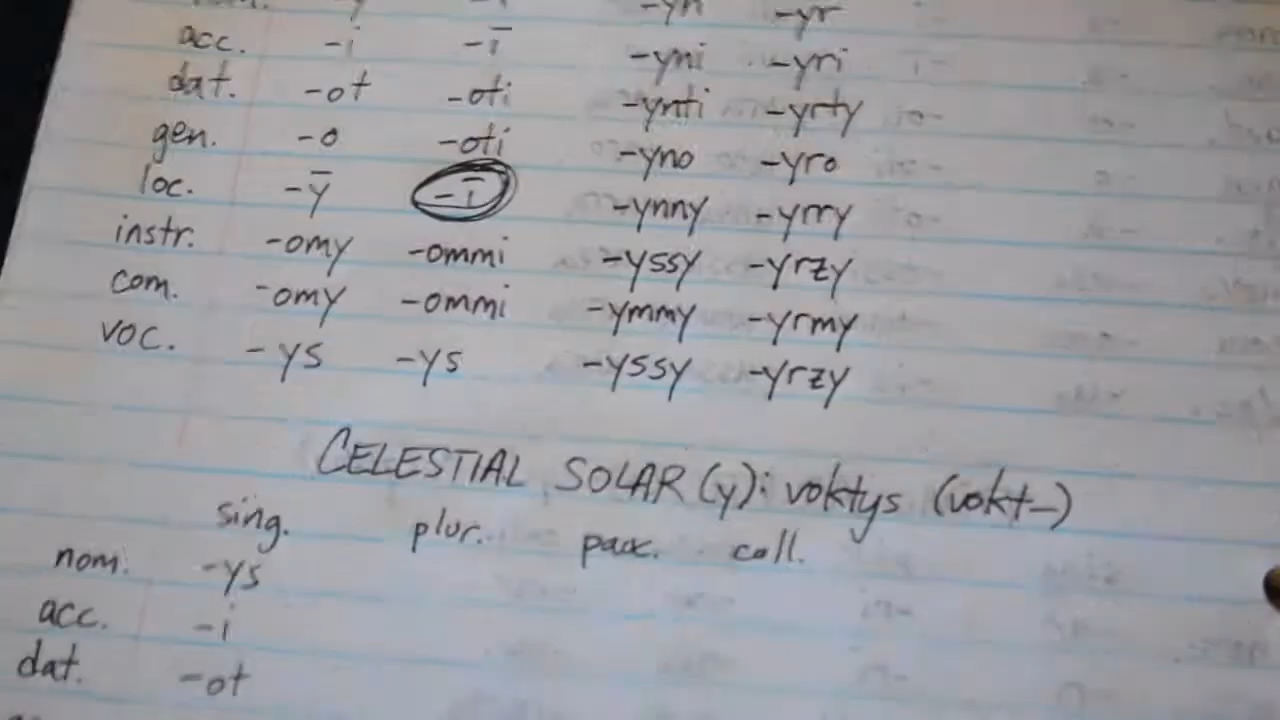 -yn -yr
acc. -i -ī -yni -yri
dat. -ot -oti -ynti -yrty
gen. -o -oti -yno -yro
loc. -ȳ -ī -ynny -yrry
instr. -omy -ommi -yssy -yrzy
com. -omy -ommi -ymmy -yrmy
voc. -ys -ys -yssy -yrzy
CELESTIAL SOLAR (y): voktys (vokt-)
sing. plur. pauc. coll.
nom. -ys
acc. -i
dat. -ot